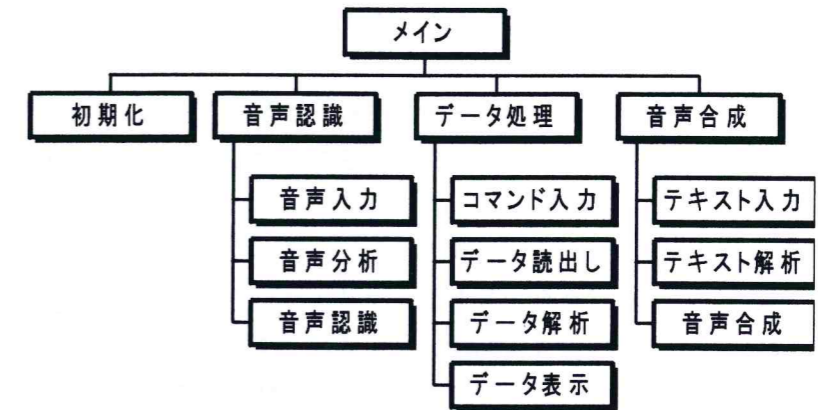 メイン
初期化
音声認識
データ処理
音声合成
音声入力
音声分析
音声認識
コマンド入力
データ読出し
データ解析
データ表示
テキスト入力
テキスト解析
音声合成